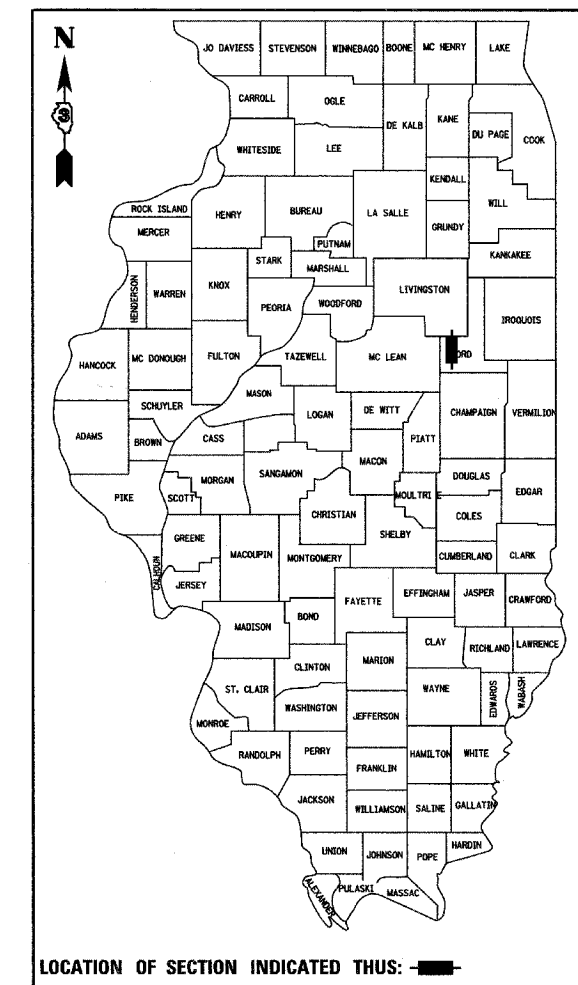 N
JO DAVIESS STEVENSON WINNEBAGO BOONE MC HENRY LAKE
CARROLL OGLE DE KALB KANE DU PAGE COOK
WHITESIDE LEE KENDALL WILL
ROCK ISLAND HENRY BUREAU LA SALLE GRUNDY
MERCER PUTNAM KANKAKEE
STARK MARSHALL
HENDERSON WARREN KNOX PEORIA WOODFORD LIVINGSTON IROQUOIS
ORD
HANCOCK MC DONOUGH FULTON TAZEWELL MC LEAN
MASON
SCHUYLER LOGAN DE WITT CHAMPAIGN VERMILION
ADAMS BROWN CASS PIATT
MACON
MORGAN SANGAMON DOUGLAS
PIKE SCOTT MOULTRIE EDGAR
CHRISTIAN COLES
GREENE SHELBY
MACOUPIN MONTGOMERY CUMBERLAND CLARK
CALHOUN JERSEY
FAYETTE EFFINGHAM JASPER CRAWFORD
BOND
MADISON CLAY RICHLAND LAWRENCE
CLINTON MARION
ST. CLAIR WAYNE EDWARDS WABASH
WASHINGTON JEFFERSON
MONROE
RANDOLPH PERRY HAMILTON WHITE
FRANKLIN
JACKSON WILLIAMSON SALINE GALLATIN
UNION JOHNSON POPE HARDIN
ALEXANDER PULASKI MASSAC
LOCATION OF SECTION INDICATED THUS: